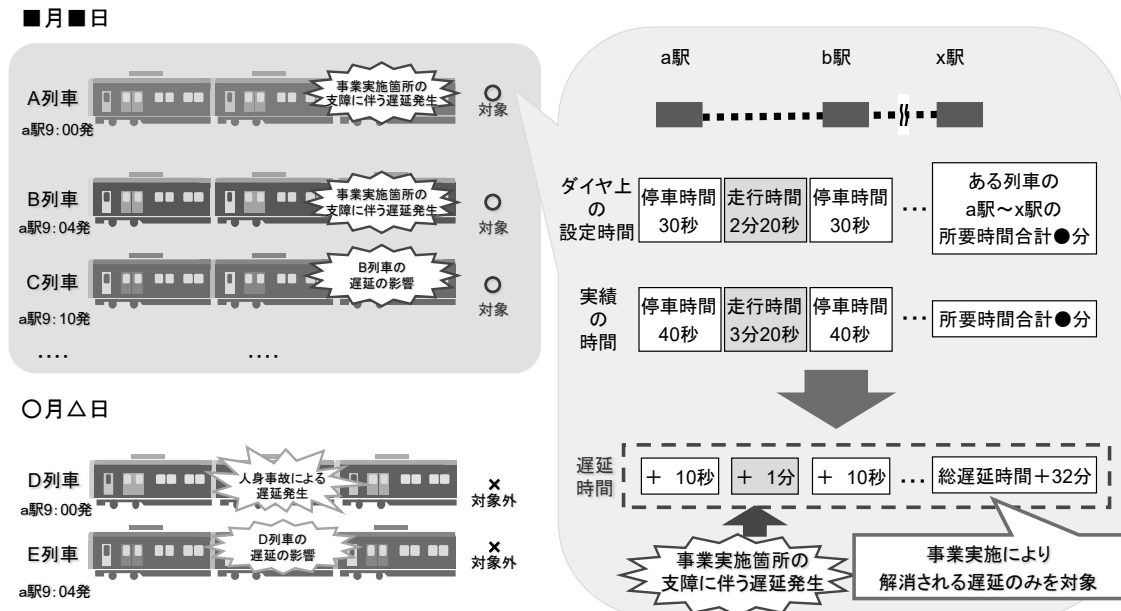 ■月■日
A列車
a駅9：00発
事業実施箇所の
支障に伴う遅延発生
○
対象
B列車
a駅9：04発
事業実施箇所の
支障に伴う遅延発生
○
対象
C列車
a駅9：10発
B列車の
遅延の影響
○
対象
‥‥
‥‥
○月△日
D列車
a駅9：00発
人身事故による
遅延発生
×
対象外
E列車
a駅9：04発
D列車の
遅延の影響
×
対象外
a駅
b駅
x駅
ダイヤ上
の
設定時間
停車時間
30秒
走行時間
2分20秒
停車時間
30秒
…
ある列車の
a駅～x駅の
所要時間合計●分
実績
の
時間
停車時間
40秒
走行時間
3分20秒
停車時間
40秒
…
所要時間合計●分
遅延
時間
＋ 10秒
＋ 1分
＋ 10秒
…
総遅延時間＋32分
事業実施箇所の
支障に伴う遅延発生
事業実施により
解消される遅延のみを対象